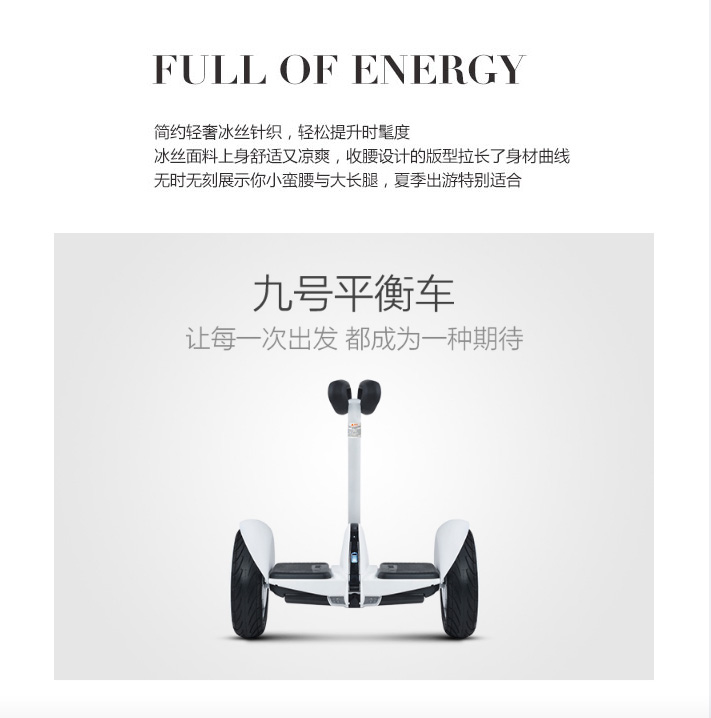 FULL OF ENERGY
简约轻奢冰丝针织，轻松提升时髦度
冰丝面料上身舒适又凉爽，收腰设计的版型拉长了身材曲线
无时无刻展示你小蛮腰与大长腿，夏季出游特别适合
九号平衡车
让每一次出发 都成为一种期待